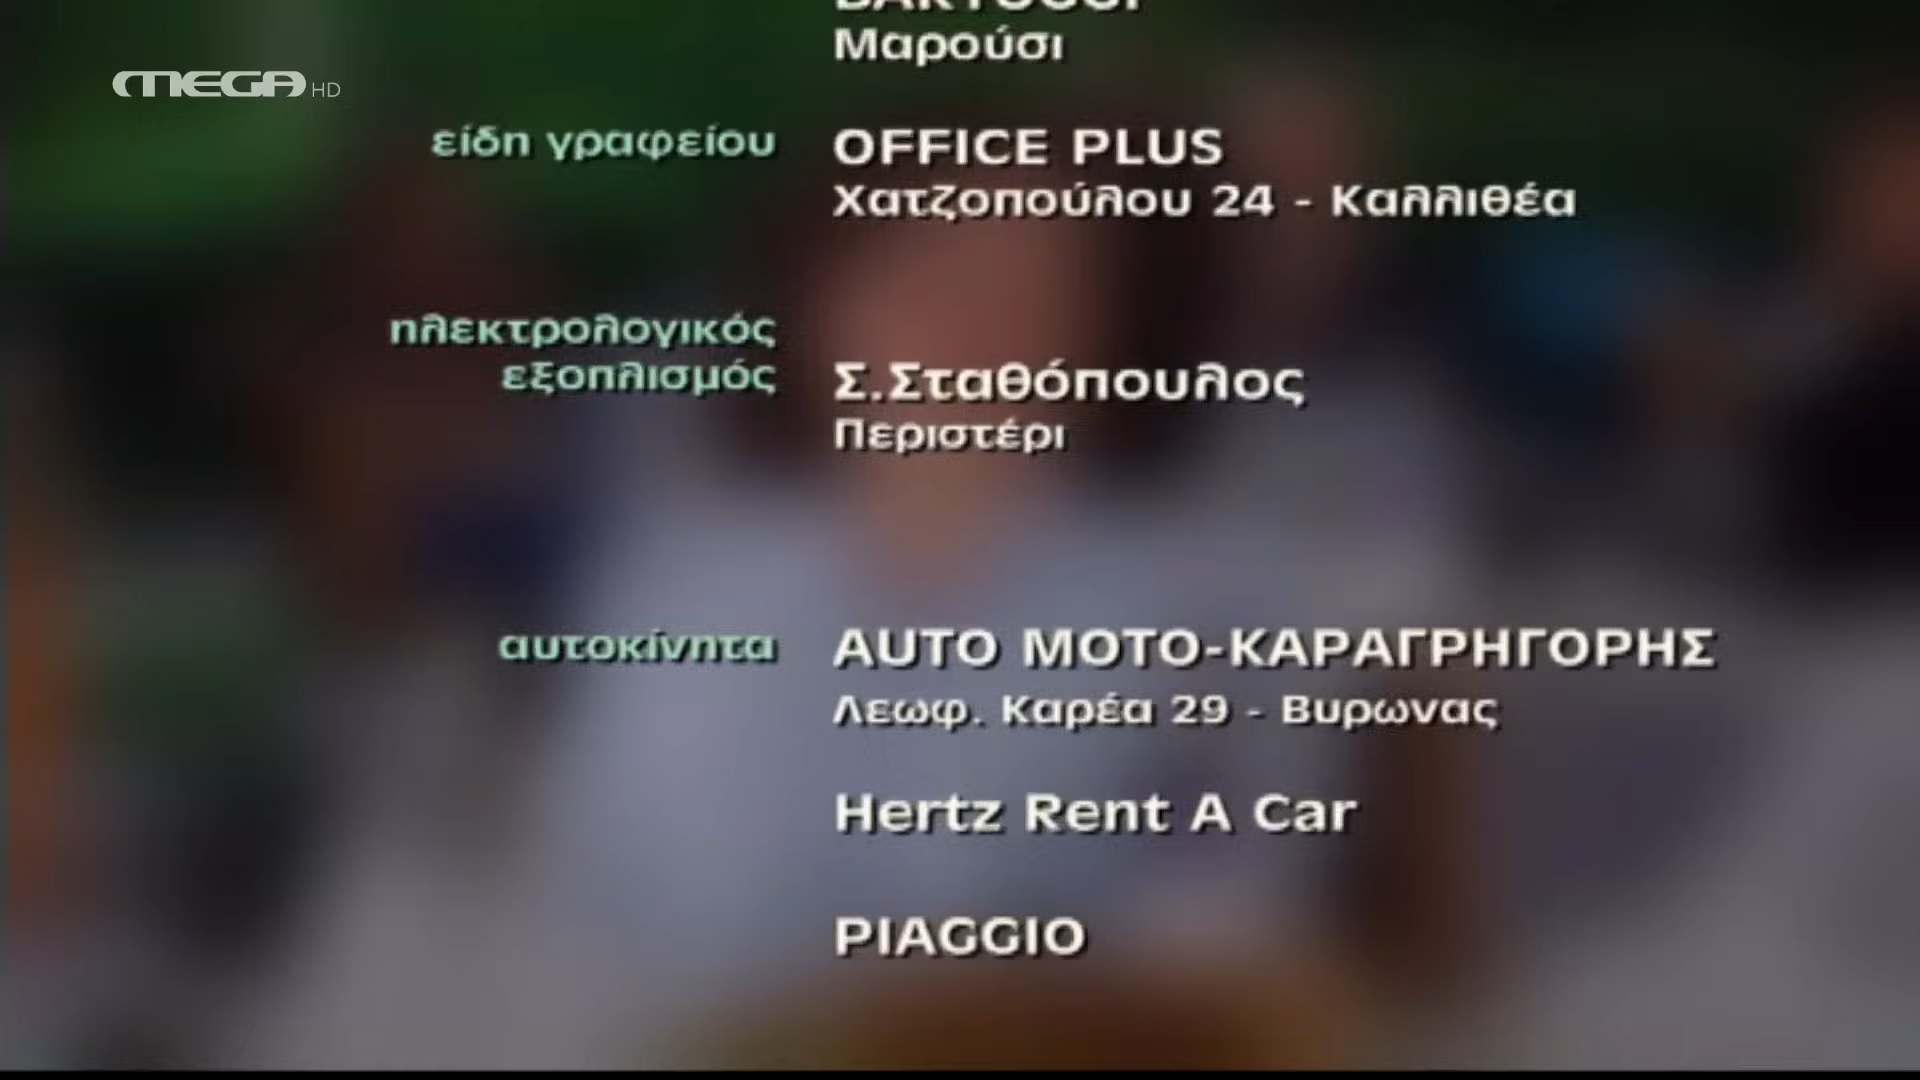 Μαρούσι
MEGA HD
είδη γραφείου OFFICE PLUS
Χατζοπούλου 24 - Καλλιθέα
ηλεκτρολογικός
εξοπλισμός Σ.Σταθόπουλος
Περιστέρι
αυτοκίνητα AUTO MOTO-ΚΑΡΑΓΡΗΓΟΡΗΣ
Λεωφ. Καρέα 29 - Βυρωνας
Hertz Rent A Car
PIAGGIO